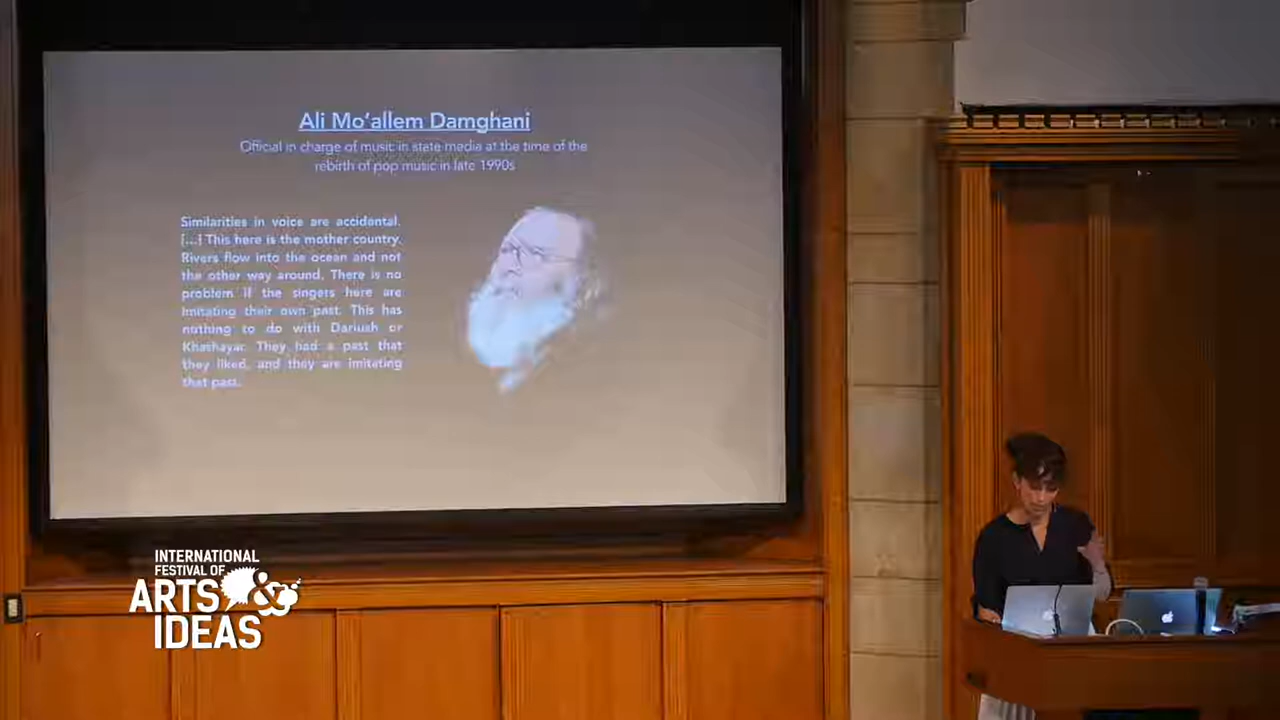 Ali Mo'allem Damghani
Official in charge of music in state media at the time of the
rebirth of pop music in late 1990s
Similarities in voice are accidental.
[...] This here is the mother country.
Rivers flow into the ocean and not
the other way around. There is no
problem if the singers here are
imitating their own past. This has
nothing to do with Dariush or
Khashayar. They had a past that
they liked, and they are imitating
that past.
INTERNATIONAL
FESTIVAL OF
ARTS &
IDEAS